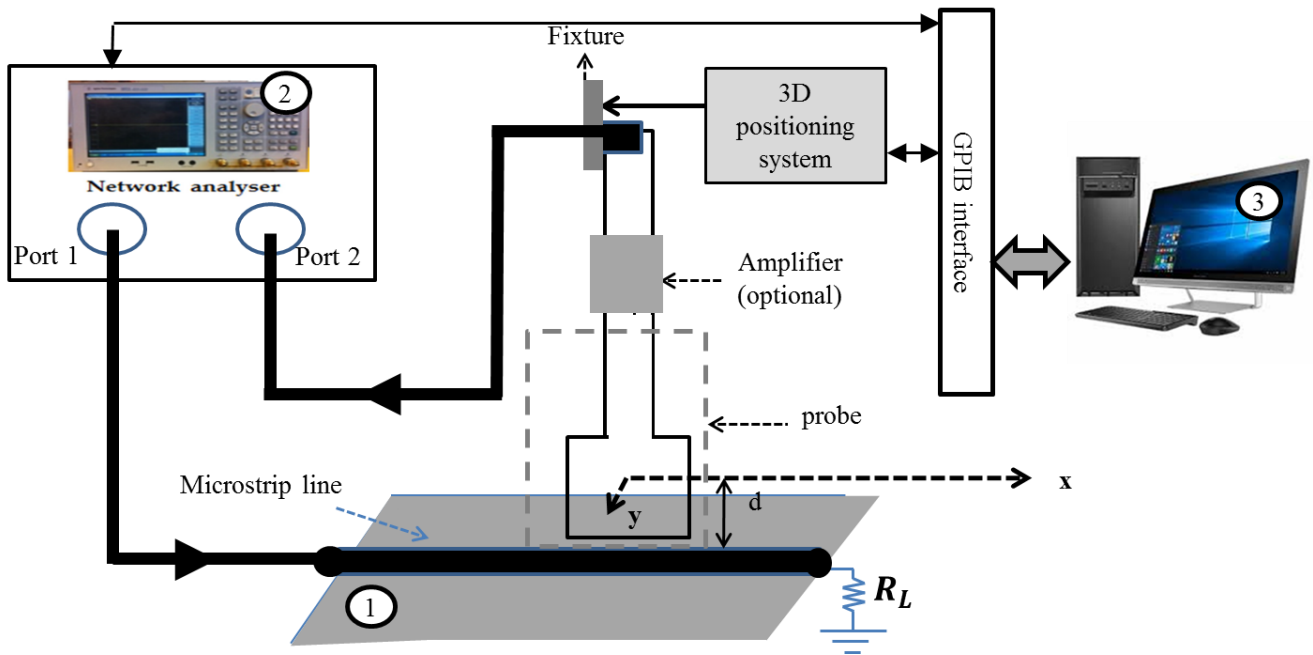 Fixture
2
3D
positioning
system
GPIB interface
Network analyser
Port 1
Port 2
3
Amplifier
(optional)
probe
x
Microstrip line
y
d
1
R_L